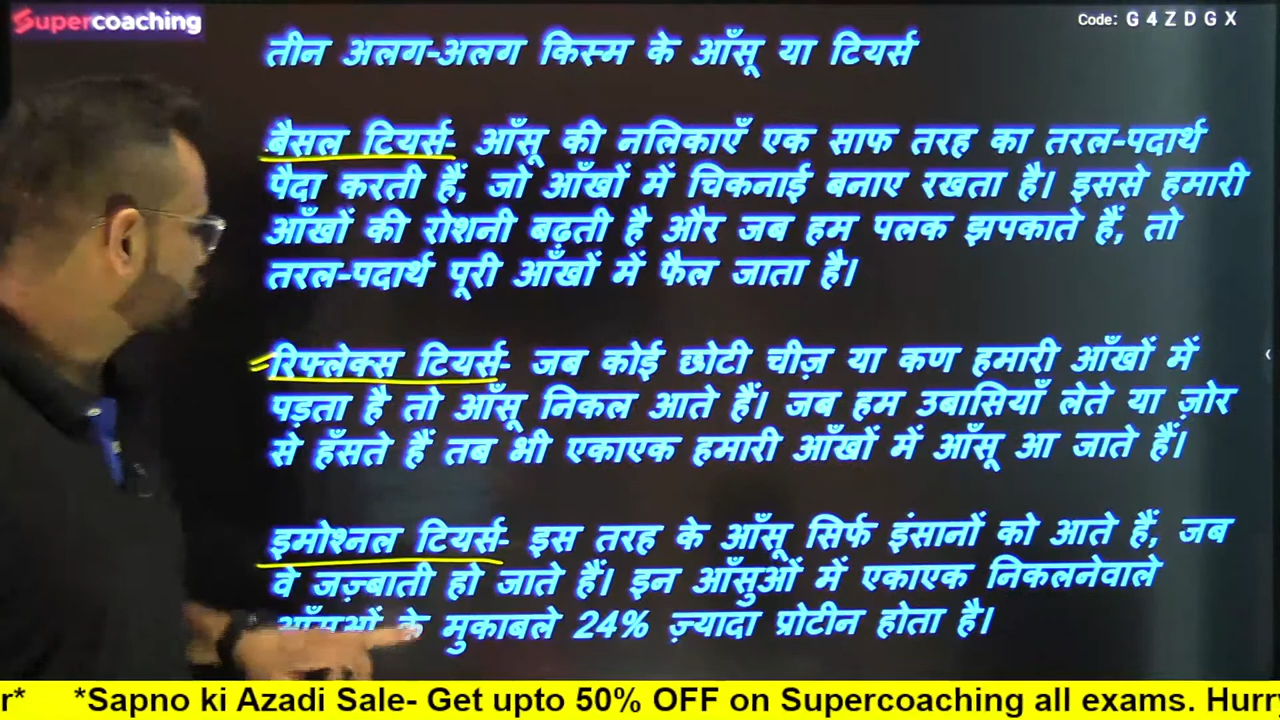 Supercoaching
Code: G4ZDGX
तीन अलग-अलग किस्म के आँसू या टियर्स
बैसल टियर्स- आँसू की नलिकाएँ एक साफ तरह का तरल-पदार्थ
पैदा करती हैं, जो आँखों में चिकनाई बनाए रखता है। इससे हमारी
आँखों की रोशनी बढ़ती है और जब हम पलक झपकाते हैं, तो
तरल-पदार्थ पूरी आँखों में फैल जाता है।
रिफ्लेक्स टियर्स- जब कोई छोटी चीज़ या कण हमारी आँखों में
पड़ता है तो आँसू निकल आते हैं। जब हम उबासियाँ लेते या ज़ोर
से हँसते हैं तब भी एकाएक हमारी आँखों में आँसू आ जाते हैं।
इमोश्नल टियर्स- इस तरह के आँसू सिर्फ इंसानों को आते हैं, जब
वे जज़्बाती हो जाते हैं। इन आँसुओं में एकाएक निकलनेवाले
आँसुओं के मुकाबले 24% ज़्यादा प्रोटीन होता है।
r* *Sapno ki Azadi Sale- Get upto 50% OFF on Supercoaching all exams. Hurry